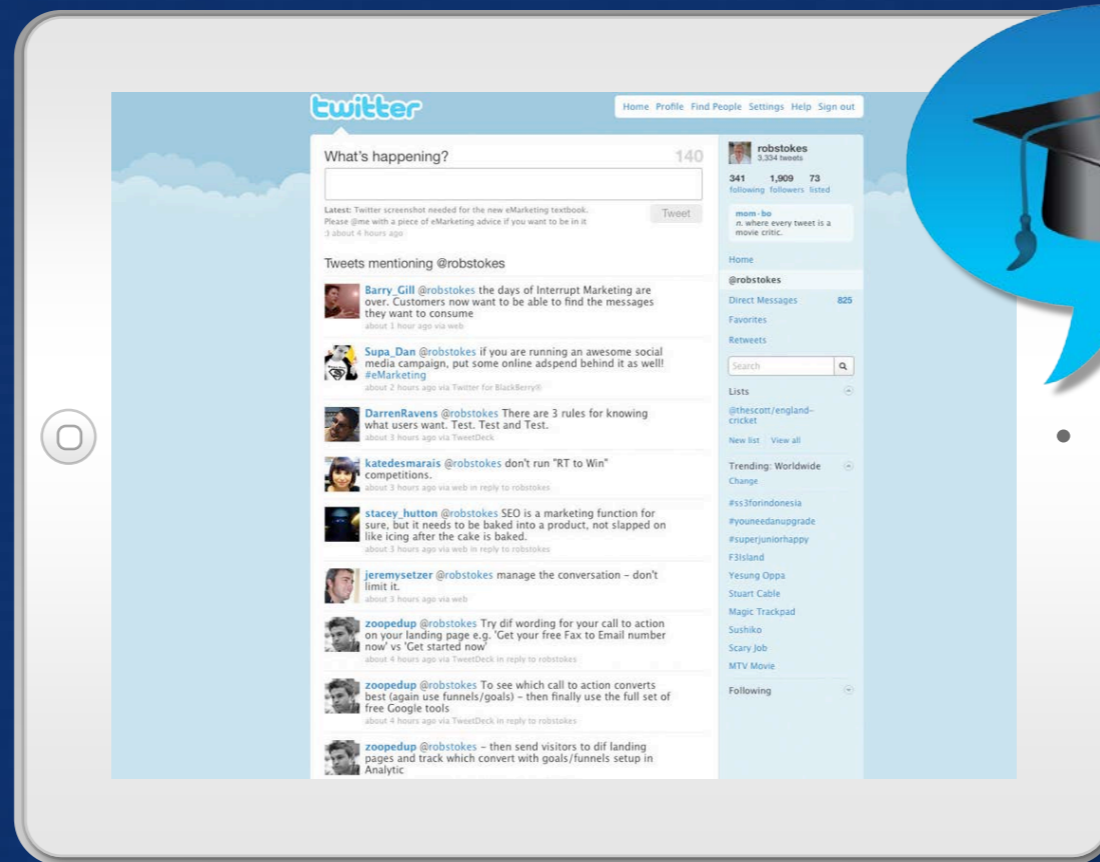 twitter
Home Profile Find People Settings Help Sign out
What's happening?
140
Latest: Twitter screenshot needed for the new eMarketing textbook.
Please @me with a piece of eMarketing advice if you want to be in it
:) about 4 hours ago
Tweet
Tweets mentioning @robstokes
Barry_Gill @robstokes the days of Interrupt Marketing are
over. Customers now want to be able to find the messages
they want to consume
about 1 hour ago via web
Supa_Dan @robstokes if you are running an awesome social
media campaign, put some online adspend behind it as well!
#eMarketing
about 2 hours ago via Twitter for BlackBerry®
DarrenRavens @robstokes There are 3 rules for knowing
what users want. Test. Test and Test.
about 3 hours ago via TweetDeck
katedesmarais @robstokes don't run "RT to Win"
competitions.
about 3 hours ago via web in reply to robstokes
stacey_hutton @robstokes SEO is a marketing function for
sure, but it needs to be baked into a product, not slapped on
like icing after the cake is baked.
about 3 hours ago via web in reply to robstokes
jeremysetzer @robstokes manage the conversation – don't
limit it.
about 3 hours ago via web
zoopedup @robstokes Try dif wording for your call to action
on your landing page e.g. 'Get your free Fax to Email number
now' vs 'Get started now'
about 4 hours ago via TweetDeck in reply to robstokes
zoopedup @robstokes To see which call to action converts
best (again use funnels/goals) – then finally use the full set of
free Google tools
about 4 hours ago via TweetDeck in reply to robstokes
zoopedup @robstokes – then send visitors to dif landing
pages and track which convert with goals/funnels setup in
Analytic
robstokes
3,334 tweets
341 1,909 73
following followers listed
mom·bo
n. where every tweet is a
movie critic.
Home
@robstokes
Direct Messages 825
Favorites
Retweets
Search
Lists
@thescott/england-
cricket
New list View all
Trending: Worldwide
Change
#ss3forindonesia
#youneedanupgrade
#superjuniorhappy
F3Island
Yesung Oppa
Stuart Cable
Magic Trackpad
Sushiko
Scary Job
MTV Movie
Following